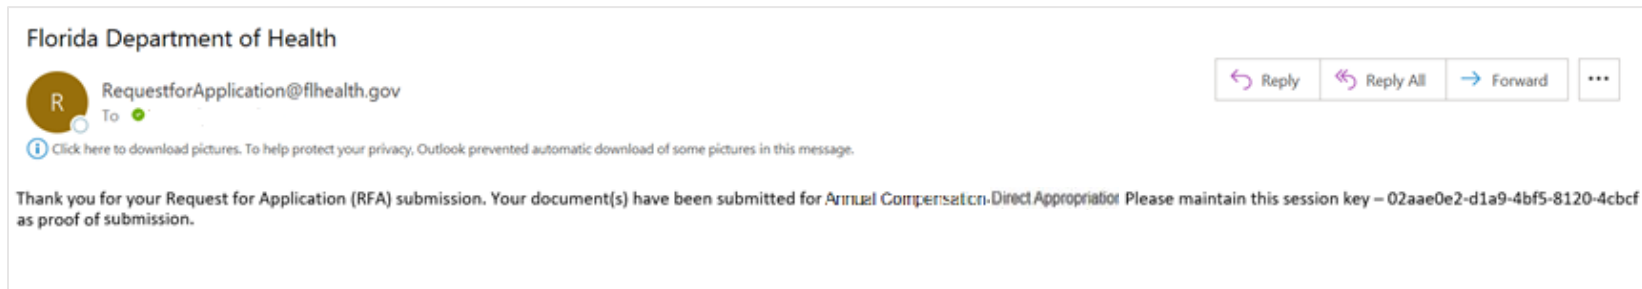 Florida Department of Health
R
RequestforApplication@flhealth.gov
To
Reply
Reply All
Forward
Click here to download pictures. To help protect your privacy, Outlook prevented automatic download of some pictures in this message.
Thank you for your Request for Application (RFA) submission. Your document(s) have been submitted for Annual Compensation-Direct Appropriation Please maintain this session key – 02aae0e2-d1a9-4bf5-8120-4cbcf
as proof of submission.